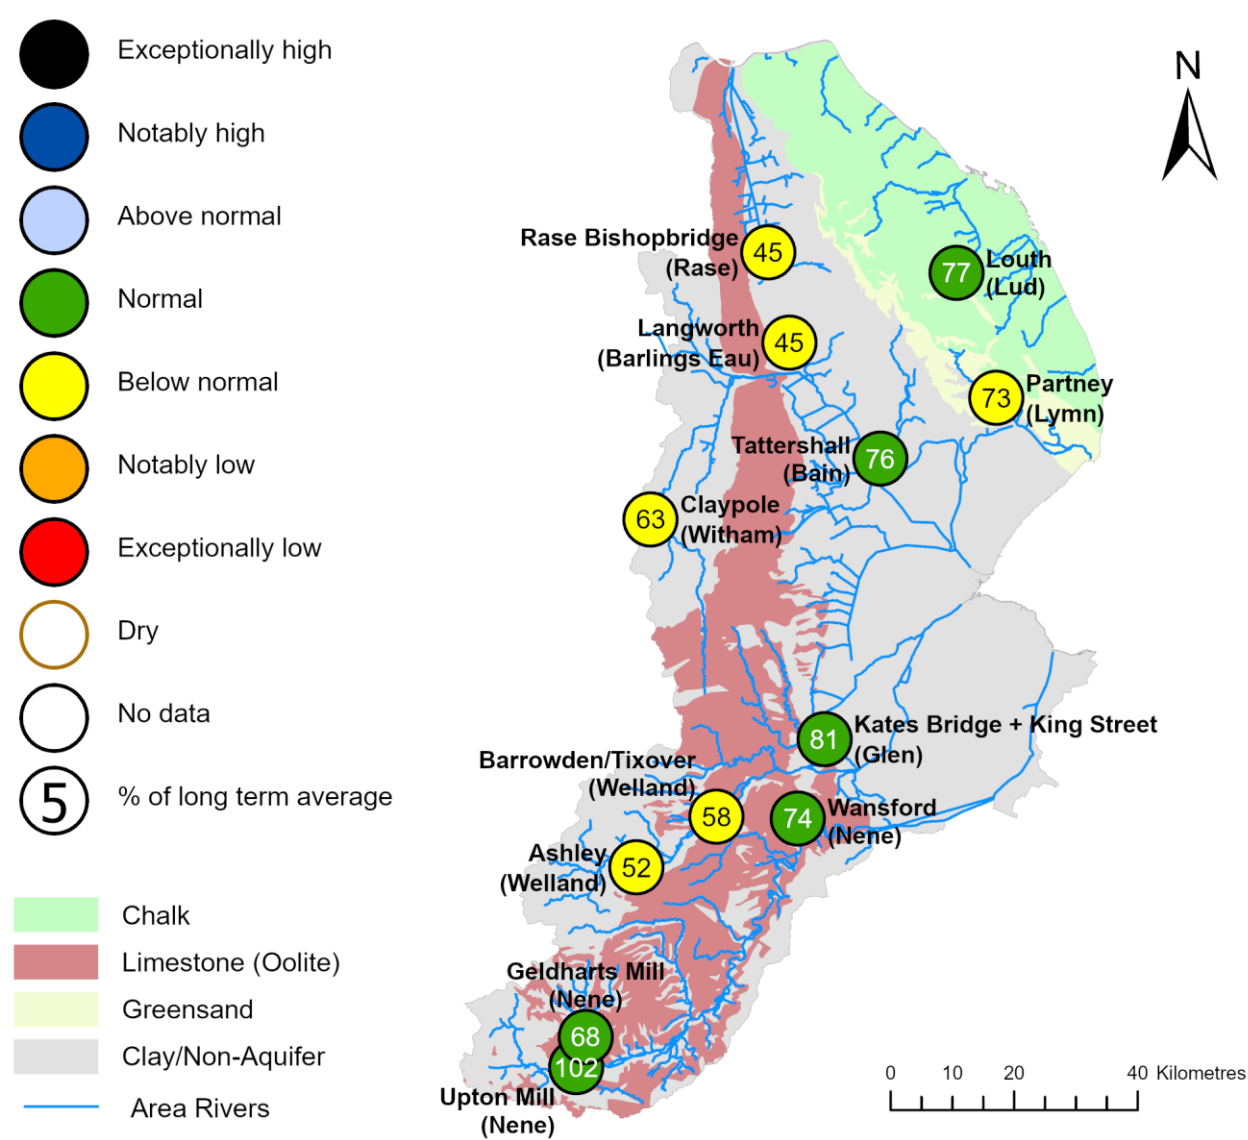 Exceptionally high
Notably high
Above normal
Normal
Below normal
Notably low
Exceptionally low
Dry
No data
5
% of long term average
Chalk
Limestone (Oolite)
Greensand
Clay/Non-Aquifer
Area Rivers
N
Rase Bishopbridge
(Rase)
45
77
Louth
(Lud)
Langworth
(Barlings Eau)
45
73
Partney
(Lymn)
Tattershall
(Bain)
76
63
Claypole
(Witham)
81
Kates Bridge + King Street
(Glen)
Barrowden/Tixover
(Welland)
58
74
Wansford
(Nene)
Ashley
(Welland)
52
Geldharts Mill
(Nene)
68
102
Upton Mill
(Nene)
0 10 20 40 Kilometres